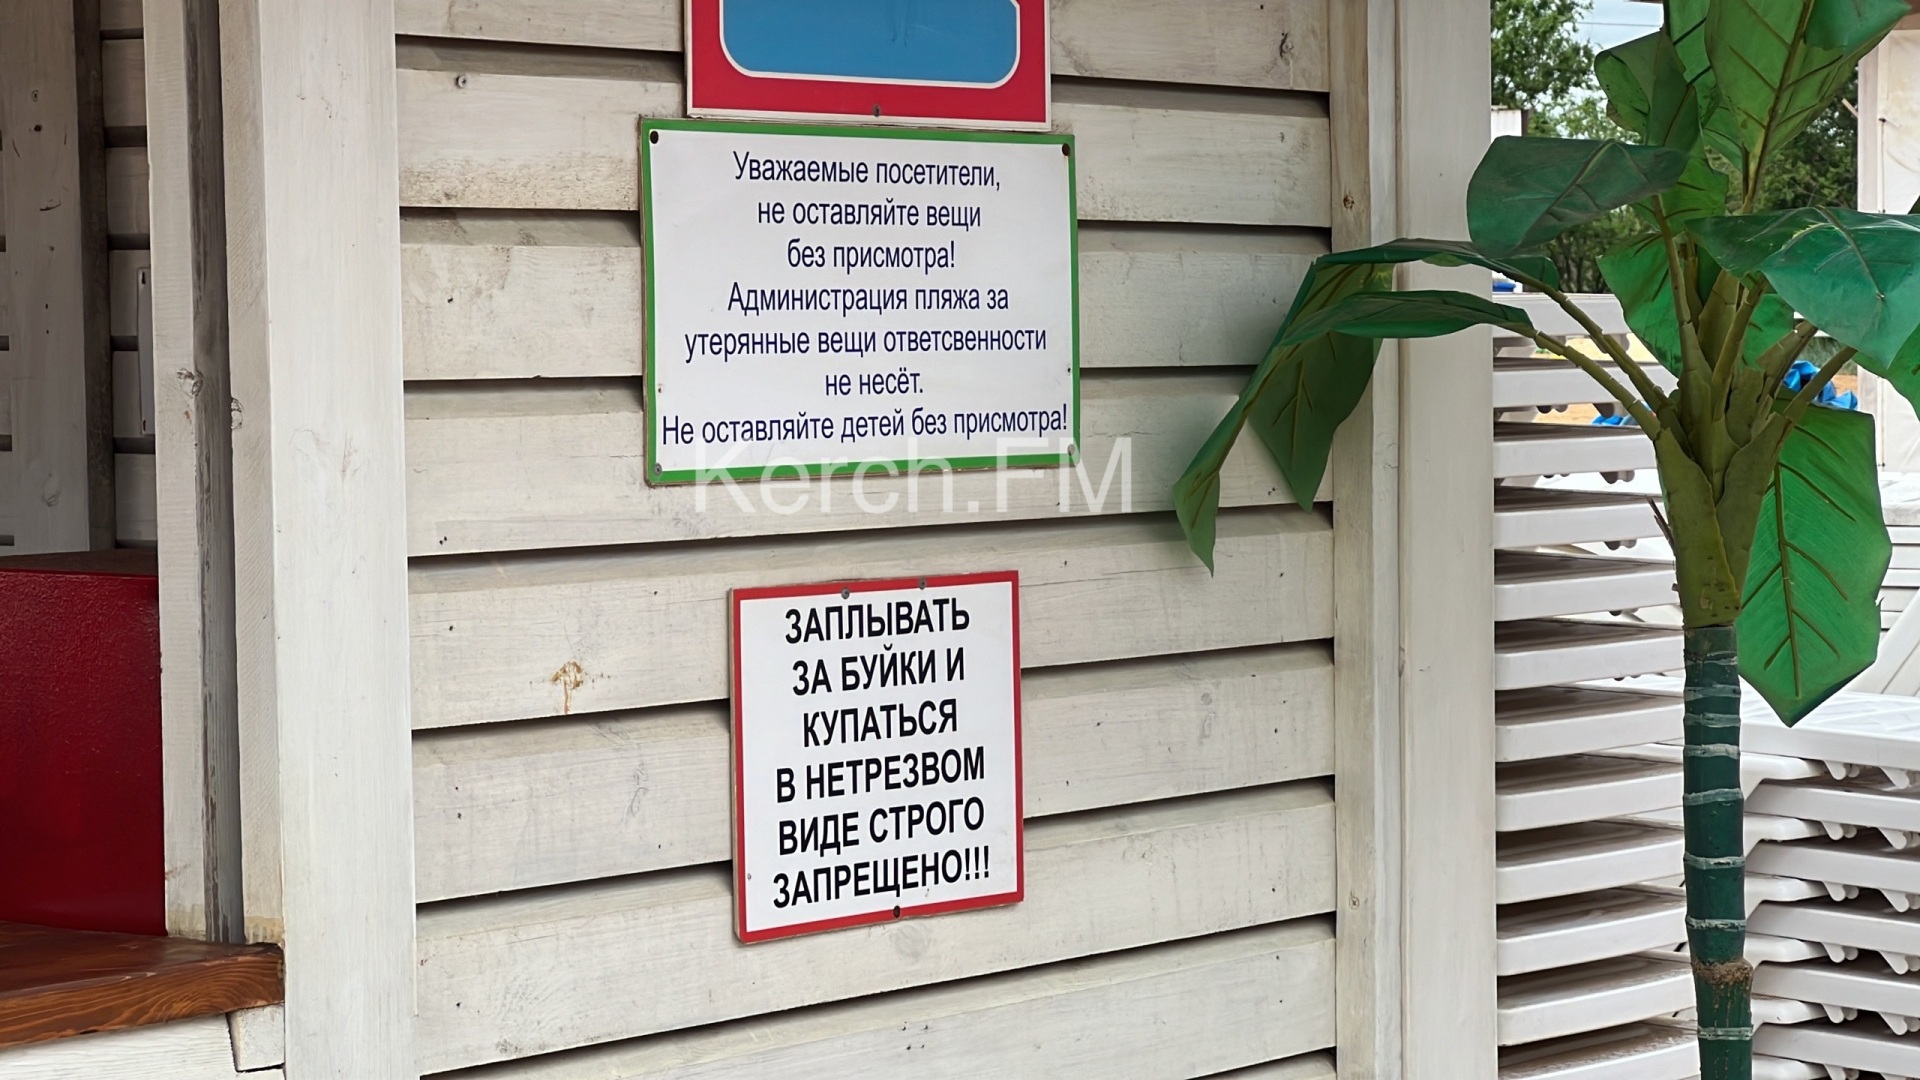 Уважаемые посетители,
не оставляйте вещи
без присмотра!
Администрация пляжа за
утерянные вещи ответсвенности
не несёт.
Не оставляйте детей без присмотра!
Kerch.FM
ЗАПЛЫВАТЬ
ЗА БУЙКИ И
КУПАТЬСЯ
В НЕТРЕЗВОМ
ВИДЕ СТРОГО
ЗАПРЕЩЕНО!!!